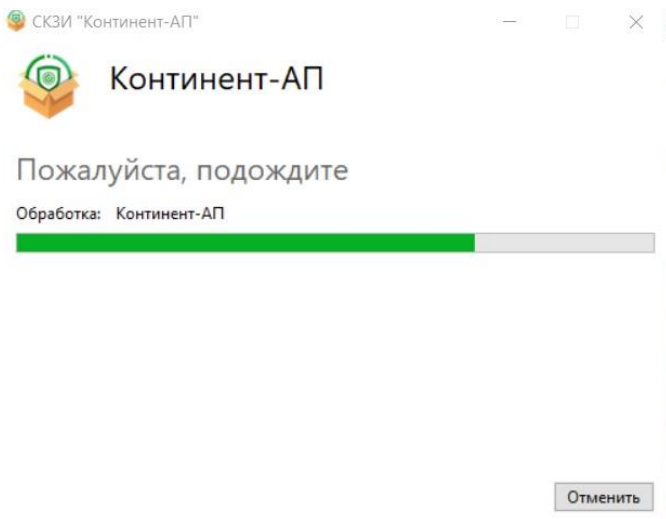 СКЗИ "Континент-АП"
Континент-АП
Пожалуйста, подождите
Обработка: Континент-АП
Отменить